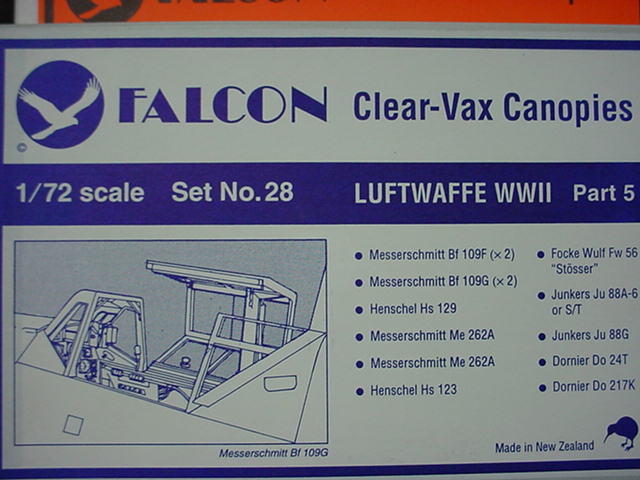 FALCON
©
FALCON Clear-Vax Canopies
1/72 scale Set No. 28 LUFTWAFFE WWII Part 5
Messerschmitt Bf 109F (× 2)
Messerschmitt Bf 109G (× 2)
Henschel Hs 129
Messerschmitt Me 262A
Messerschmitt Me 262A
Henschel Hs 123
Focke Wulf Fw 56
“Stösser”
Junkers Ju 88A-6
or S/T
Junkers Ju 88G
Dornier Do 24T
Dornier Do 217K
Messerschmitt Bf 109G
Made in New Zealand